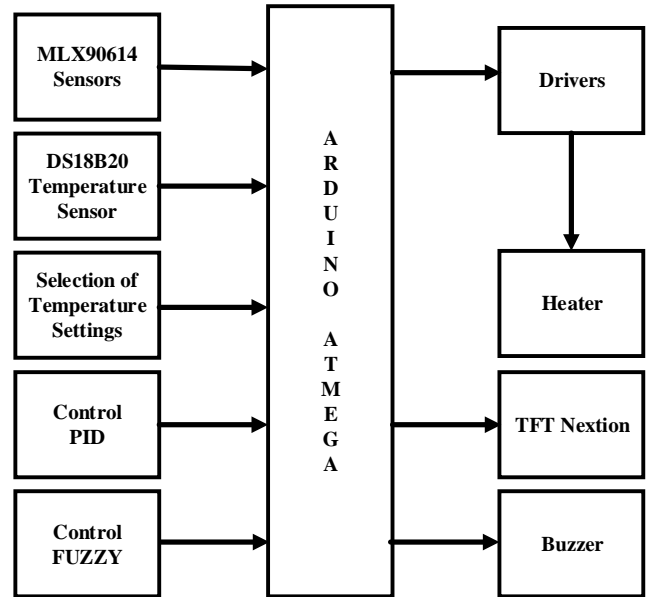 MLX90614
Sensors
DS18B20
Temperature
Sensor
Selection of
Temperature
Settings
Control
PID
Control
FUZZY
A
R
D
U
I
N
O
A
T
M
E
G
A
Drivers
Heater
TFT Nextion
Buzzer